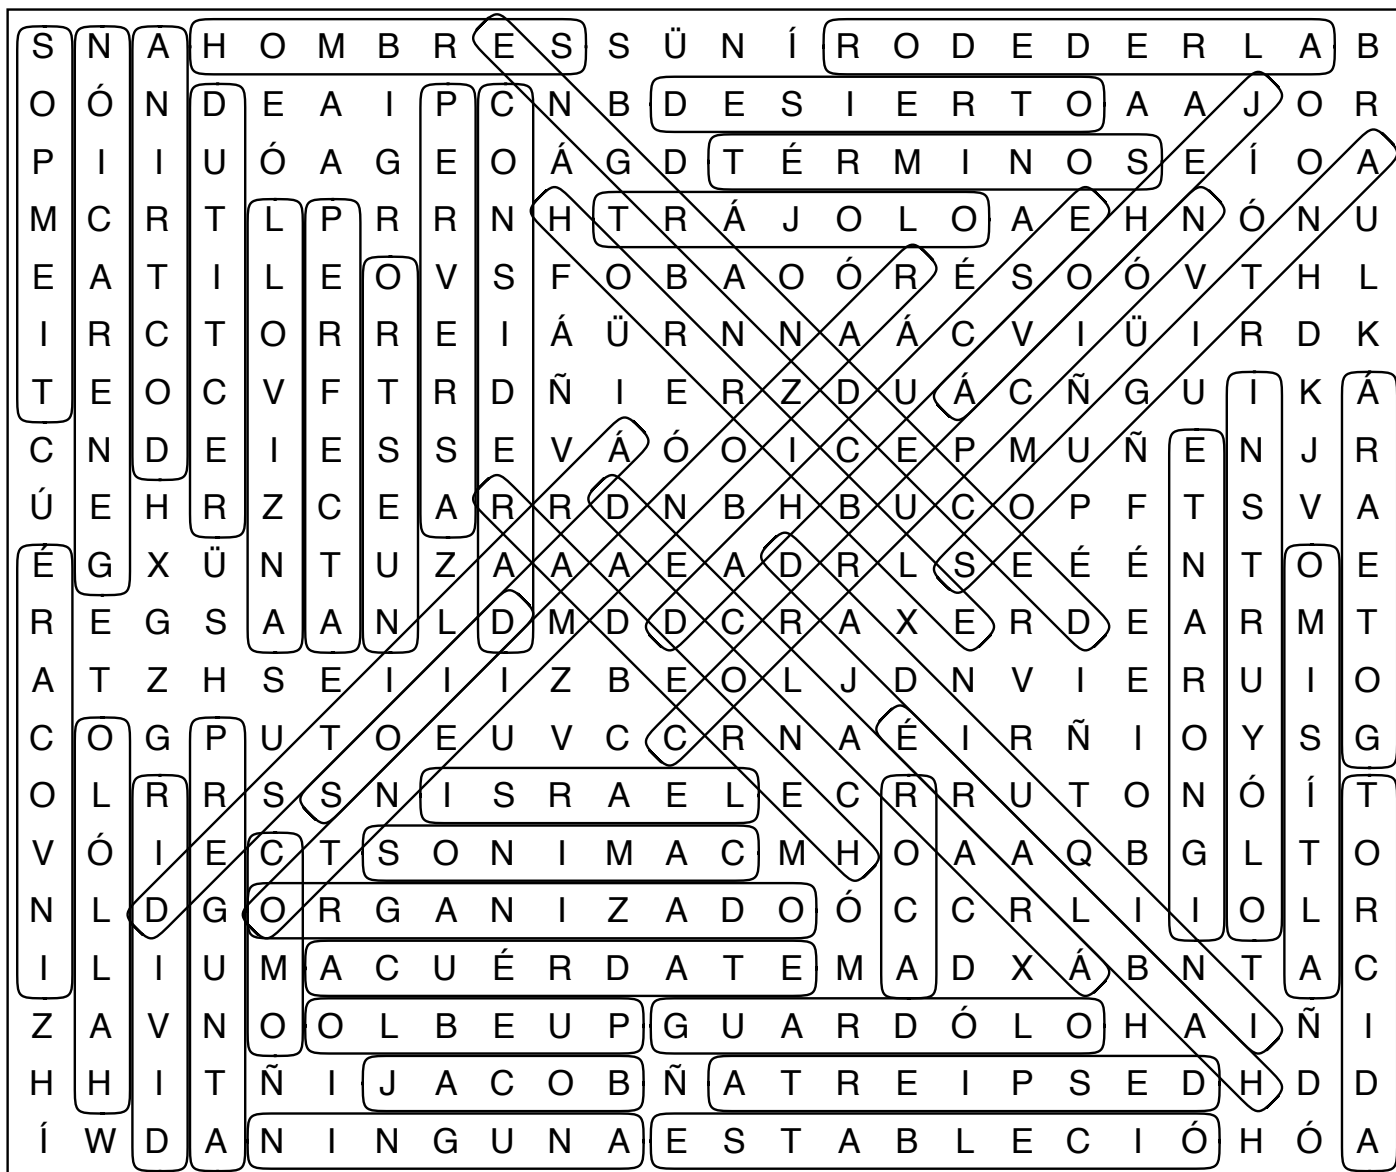 S N A H O M B R E S S Ü N Í R O D E D E R L A B
O Ó N D E A I P C N B D E S I E R T O A A J O R
P I I U Ó A G E O Á G D T É R M I N O S E Í O A
M C R T L P R R N H T R Á J O L O A E H N Ó N U
E A T I L E O V S F O B A O Ó R É S O Ó V T H L
I R C T O R R E I Á Ü R N N A Á C V I Ü I R D K
T E O C V F T R D Ñ I E R Z D U Á C Ñ G U I K Á
C N D E I E S S E V Á Ó O I C E P M U Ñ E N J R
Ú E H R Z C E A R R D N B H B U C O P F T S V A
É G X Ü N T U Z A A A E A D R L S E É É N T O E
R E G S A A N L D M D D C R A X E R D E A R M T
A T Z H S E I I I Z B E O L J D N V I E R U I O
C O G P U T O E U V C C R N A É I R Ñ I O Y S G
O L R R S S N I S R A E L E C R R U T O N Ó Í T
V Ó I E C T S O N I M A C M H O A A Q B G L T O
N L D G O R G A N I Z A D O Ó C C R L I I O L R
I L I U M A C U É R D A T E M A D X Á B N T A C
Z A V N O O L B E U P G U A R D Ó L O H A I Ñ I
H H I T Ñ I J A C O B Ñ A T R E I P S E D H D D
Í W D A N I N G U N A E S T A B L E C I Ó H Ó A